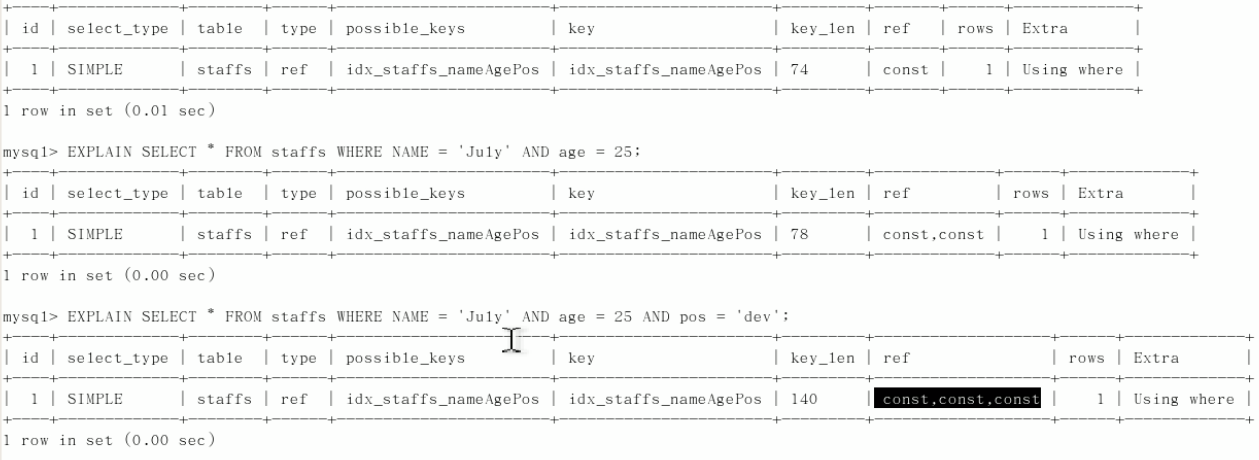 +----+-------------+--------+------+-----------------------+-----------------------+---------+-------+------+-------------+
| id | select_type | table  | type | possible_keys         | key                   | key_len | ref   | rows | Extra       |
+----+-------------+--------+------+-----------------------+-----------------------+---------+-------+------+-------------+
|  1 | SIMPLE      | staffs | ref  | idx_staffs_nameAgePos | idx_staffs_nameAgePos | 74      | const |    1 | Using where |
+----+-------------+--------+------+-----------------------+-----------------------+---------+-------+------+-------------+
1 row in set (0.01 sec)
mysql> EXPLAIN SELECT * FROM staffs WHERE NAME = 'July' AND age = 25;
+----+-------------+--------+------+-----------------------+-----------------------+---------+-------------+------+-------------+
| id | select_type | table  | type | possible_keys         | key                   | key_len | ref         | rows | Extra       |
+----+-------------+--------+------+-----------------------+-----------------------+---------+-------------+------+-------------+
|  1 | SIMPLE      | staffs | ref  | idx_staffs_nameAgePos | idx_staffs_nameAgePos | 78      | const,const |    1 | Using where |
+----+-------------+--------+------+-----------------------+-----------------------+---------+-------------+------+-------------+
1 row in set (0.00 sec)
mysql> EXPLAIN SELECT * FROM staffs WHERE NAME = 'July' AND age = 25 AND pos = 'dev';
+----+-------------+--------+------+-----------------------+-----------------------+---------+-------------------+------+-------------+
| id | select_type | table  | type | possible_keys         | key                   | key_len | ref               | rows | Extra       |
+----+-------------+--------+------+-----------------------+-----------------------+---------+-------------------+------+-------------+
|  1 | SIMPLE      | staffs | ref  | idx_staffs_nameAgePos | idx_staffs_nameAgePos | 140     | const,const,const |    1 | Using where |
+----+-------------+--------+------+-----------------------+-----------------------+---------+-------------------+------+-------------+
1 row in set (0.00 sec)